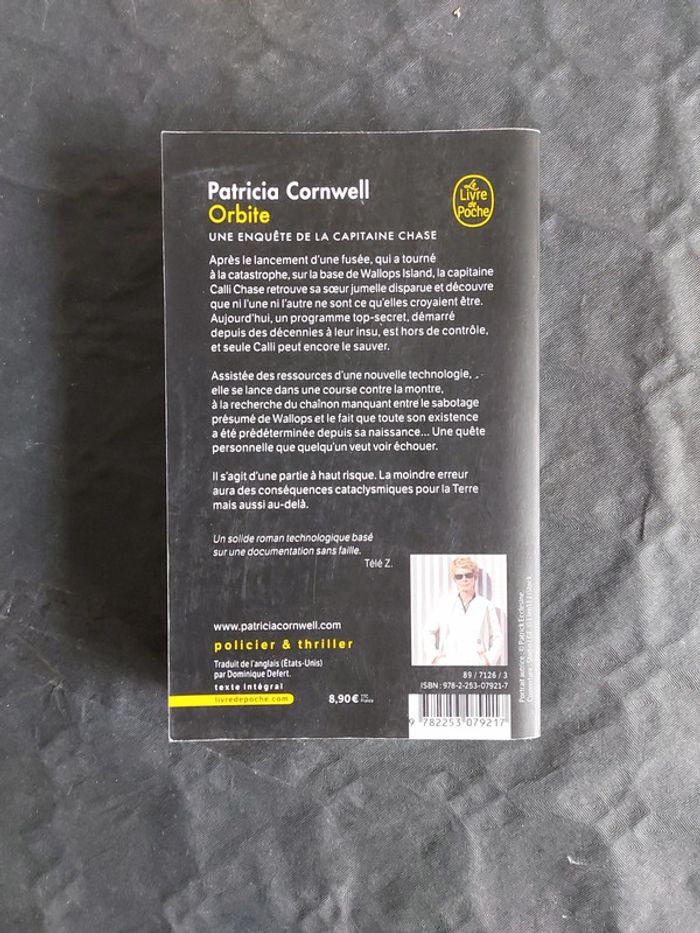 Patricia Cornwell
Orbite
UNE ENQUÊTE DE LA CAPITAINE CHASE
Le
Livre
de
Poche
Après le lancement d'une fusée, qui a tourné
à la catastrophe, sur la base de Wallops Island, la capitaine
Calli Chase retrouve sa sœur jumelle disparue et découvre
que ni l'une ni l'autre ne sont ce qu'elles croyaient être.
Aujourd'hui, un programme top-secret, démarré
depuis des décennies à leur insu, est hors de contrôle,
et seule Calli peut encore le sauver.
Assistée des ressources d'une nouvelle technologie,
elle se lance dans une course contre la montre,
à la recherche du chaînon manquant entre le sabotage
présumé de Wallops et le fait que toute son existence
a été prédéterminée depuis sa naissance... Une quête
personnelle que quelqu'un veut voir échouer.
Il s'agit d'une partie à haut risque. La moindre erreur
aura des conséquences cataclysmiques pour la Terre
mais aussi au-delà.
Un solide roman technologique basé
sur une documentation sans faille.
Télé Z.
www.patriciacornwell.com
policier & thriller
Traduit de l'anglais (États-Unis)
par Dominique Defert.
texte intégral
livredepoche.com
8,90 € TTC
France
89 / 7126 / 3
ISBN : 978-2-253-07921-7
9 782253 079217
Portrait autrice : © Patrick Ecclesine.
Couverture : Studio LGF. ©